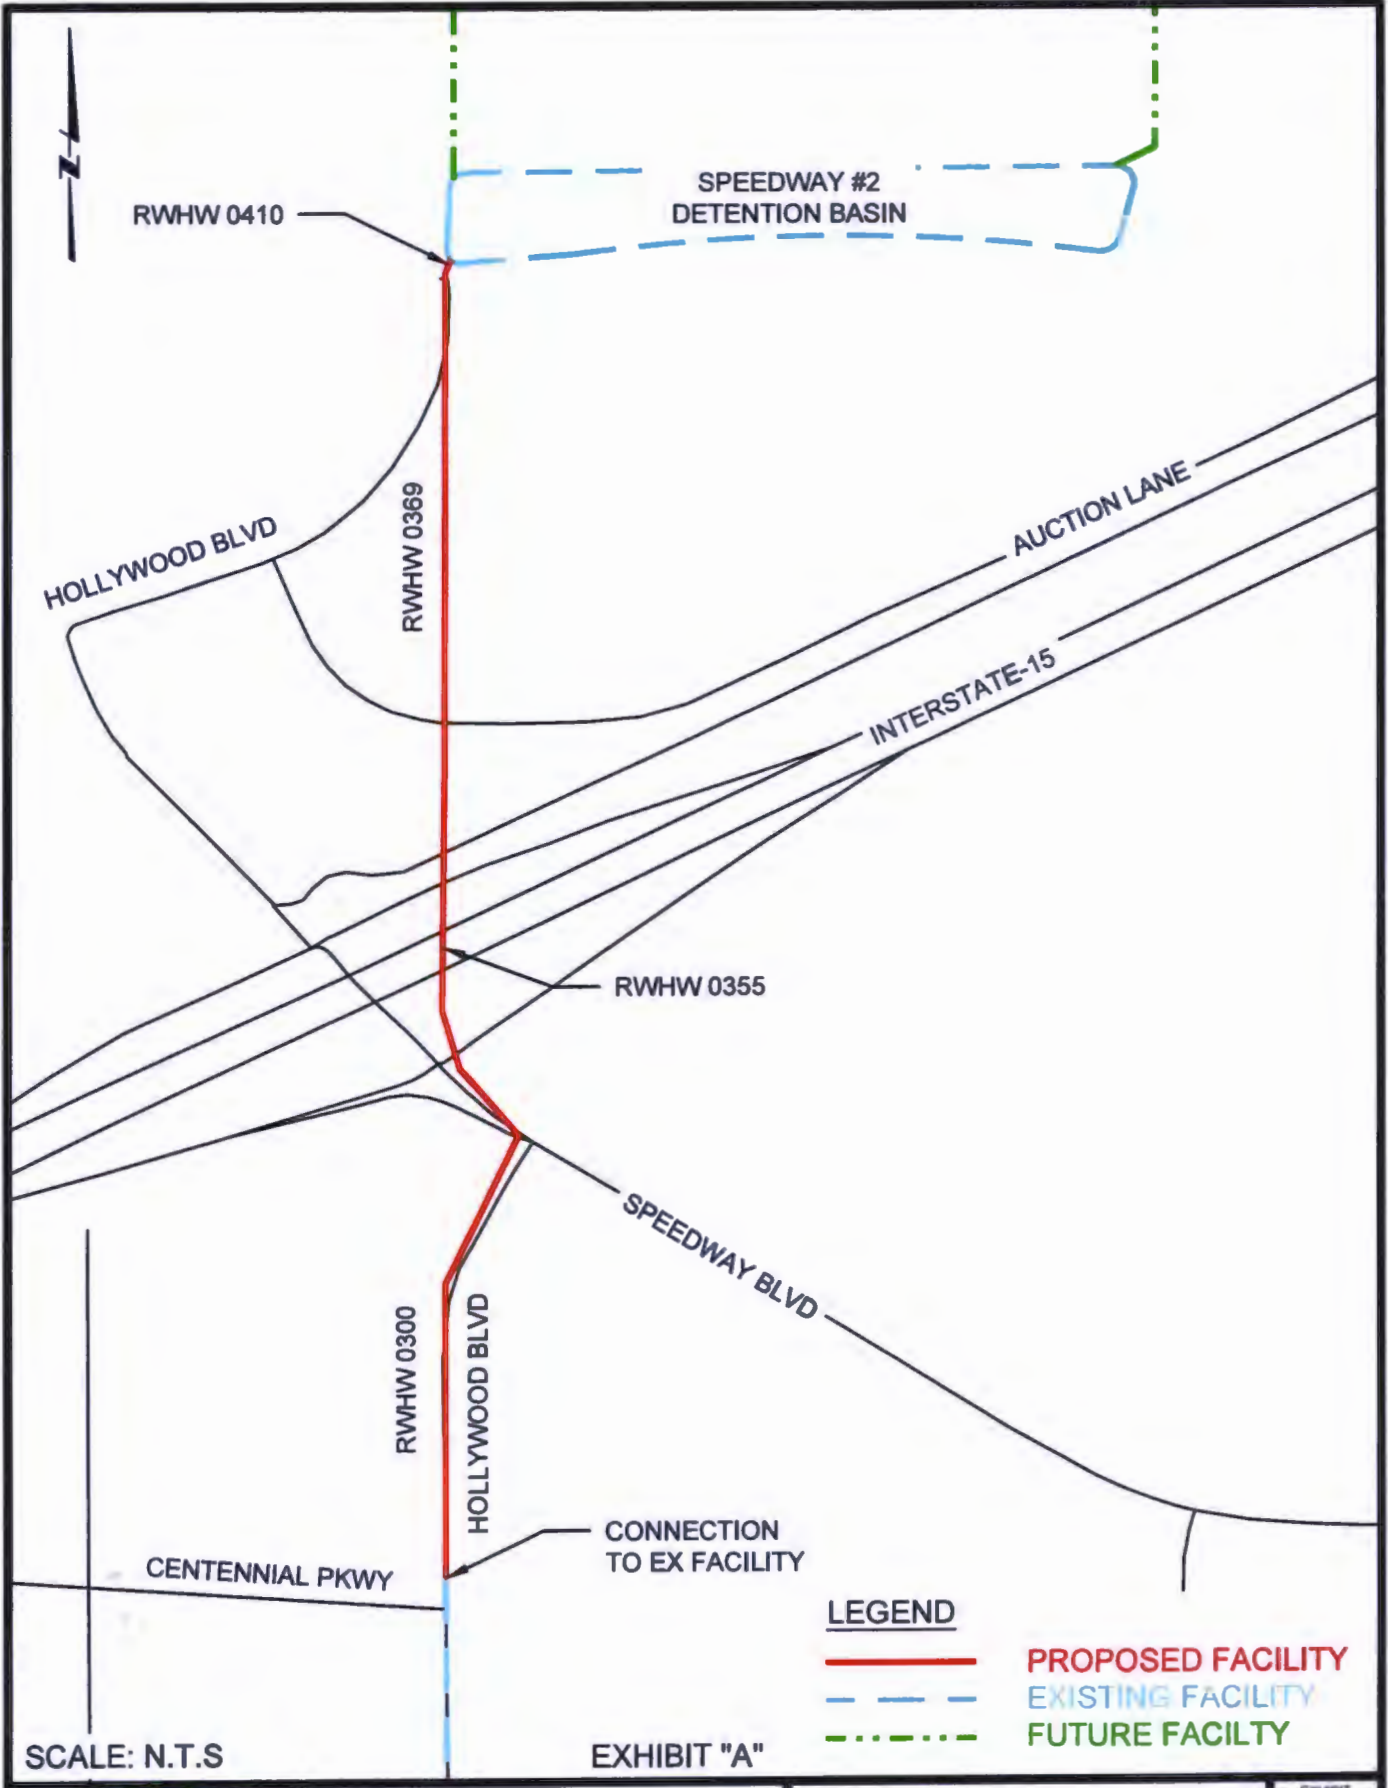 N
SPEEDWAY #2
DETENTION BASIN
RWHW 0410
RWHW 0369
HOLLYWOOD BLVD
AUCTION LANE
INTERSTATE-15
RWHW 0355
SPEEDWAY BLVD
RWHW 0300
HOLLYWOOD BLVD
CONNECTION
TO EX FACILITY
CENTENNIAL PKWY
LEGEND
PROPOSED FACILITY
EXISTING FACILITY
FUTURE FACILTY
SCALE: N.T.S
EXHIBIT "A"